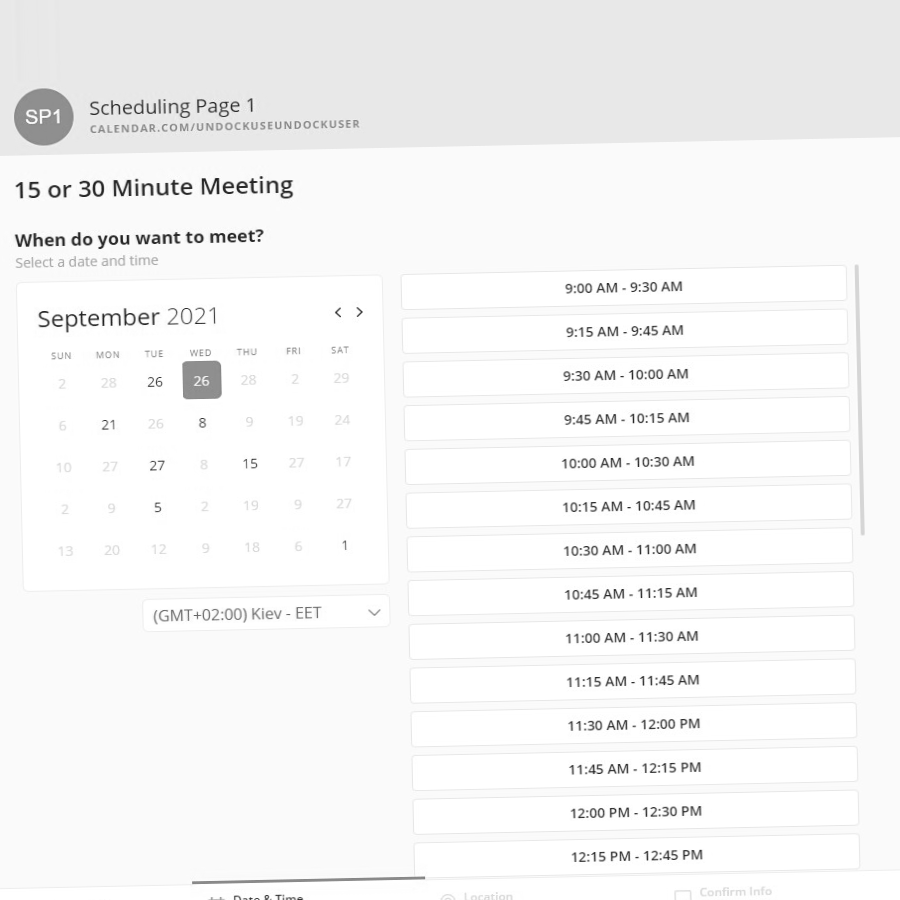 SP1
Scheduling Page 1
CALENDAR.COM/UNDOCKUSEUNDOCKUSER
15 or 30 Minute Meeting
When do you want to meet?
Select a date and time
September 2021
SUN MON TUE WED THU FRI SAT
2 28 26 26 28 2 29
6 21 26 8 9 19 24
10 27 27 8 15 27 17
2 9 5 2 19 9 27
13 20 12 9 18 6 1
(GMT+02:00) Kiev - EET
9:00 AM - 9:30 AM
9:15 AM - 9:45 AM
9:30 AM - 10:00 AM
9:45 AM - 10:15 AM
10:00 AM - 10:30 AM
10:15 AM - 10:45 AM
10:30 AM - 11:00 AM
10:45 AM - 11:15 AM
11:00 AM - 11:30 AM
11:15 AM - 11:45 AM
11:30 AM - 12:00 PM
11:45 AM - 12:15 PM
12:00 PM - 12:30 PM
12:15 PM - 12:45 PM
Date & Time
Location
Confirm Info